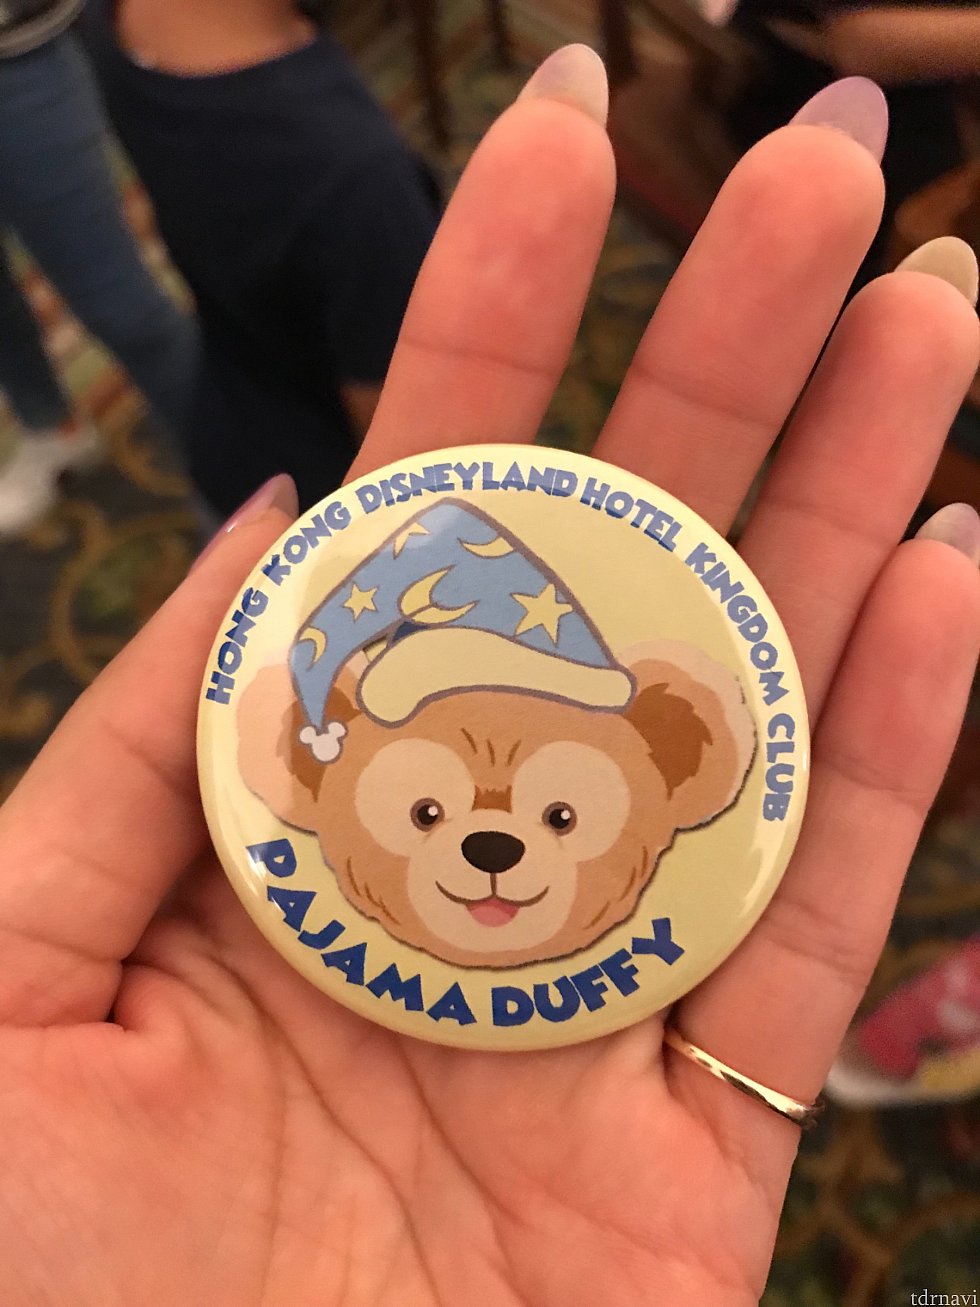 HONG KONG DISNEYLAND HOTEL KINGDOM CLUB
PAJAMA DUFFY
tdrnavi